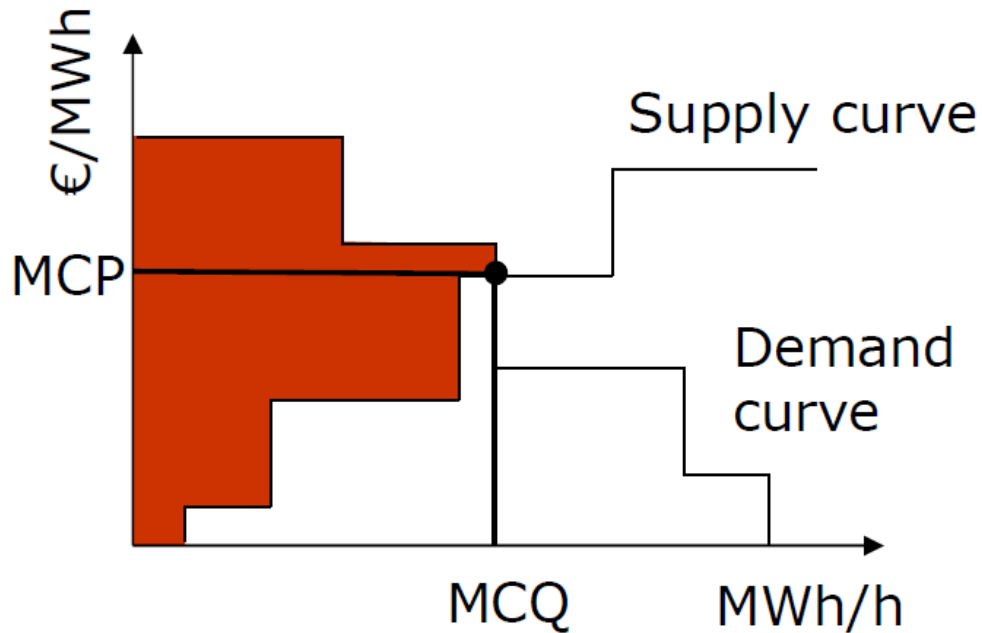 €/MWh
Supply curve
MCP
Demand
curve
MCQ
MWh/h